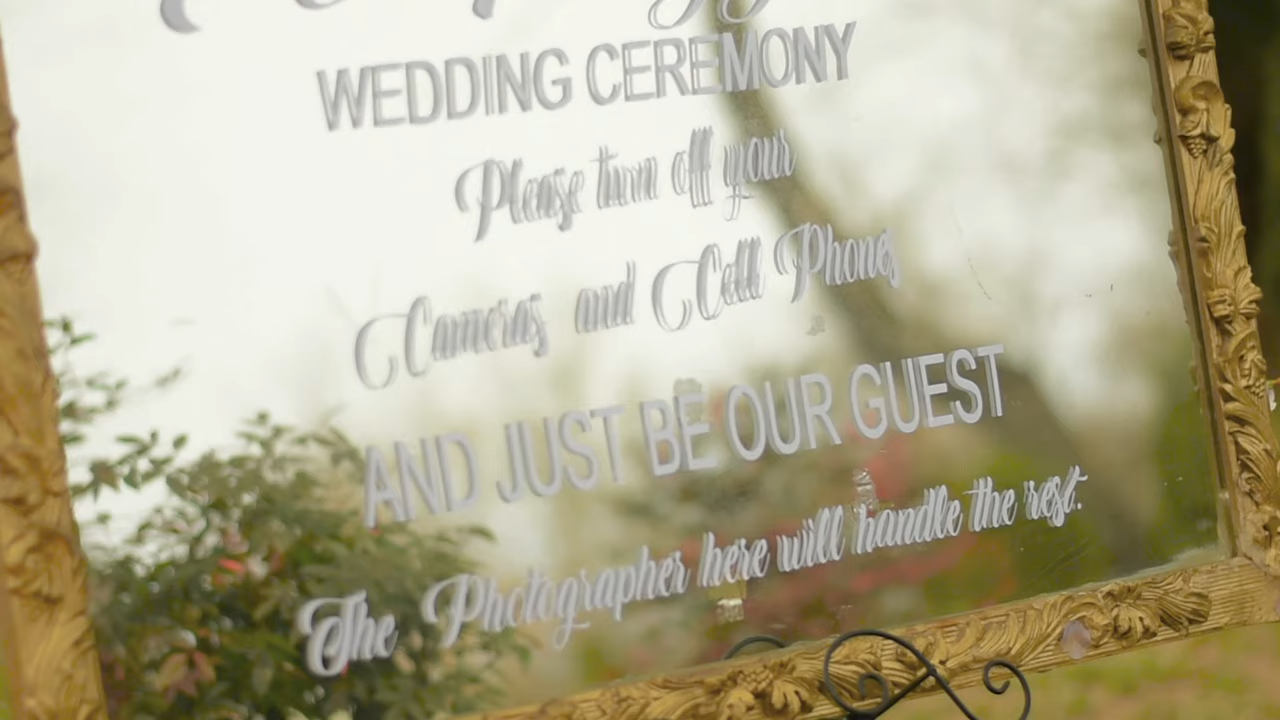 WEDDING CEREMONY
Please turn off your
Cameras and Cell Phones
AND JUST BE OUR GUEST
The Photographer here will handle the rest.